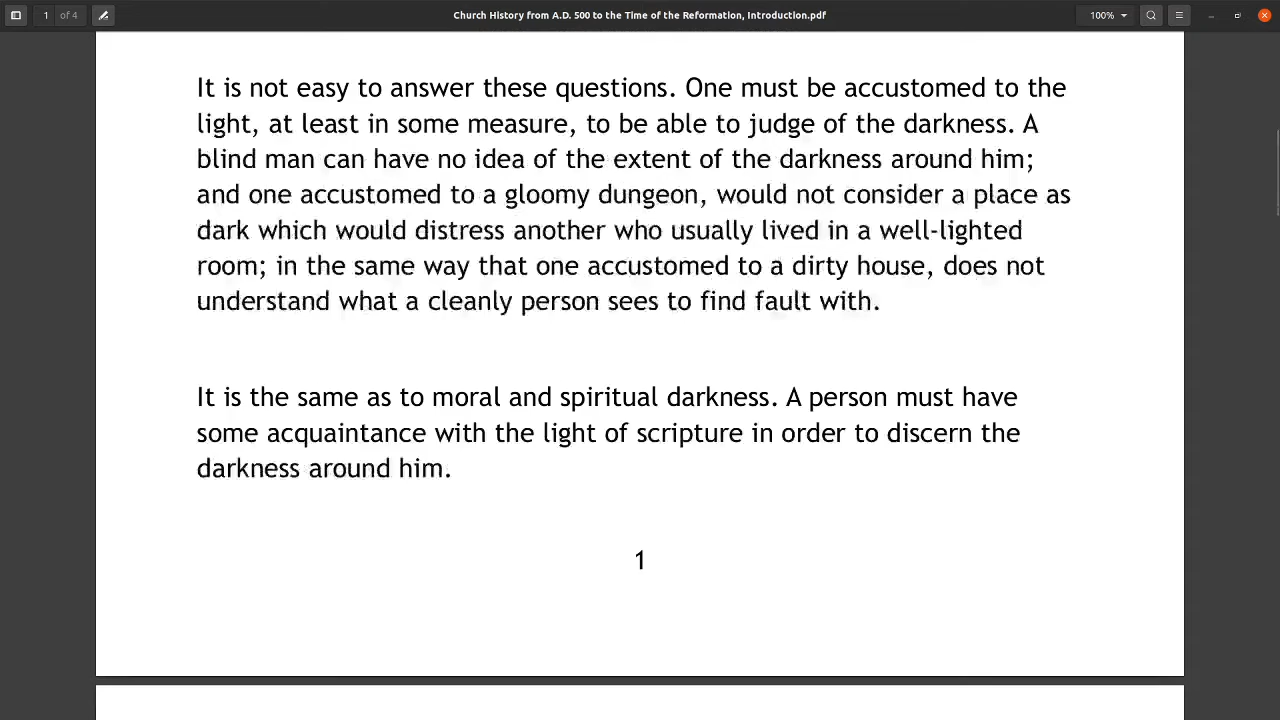 1 of 4
Church History from A.D. 500 to the Time of the Reformation, Introduction.pdf
100%
It is not easy to answer these questions. One must be accustomed to the
light, at least in some measure, to be able to judge of the darkness. A
blind man can have no idea of the extent of the darkness around him;
and one accustomed to a gloomy dungeon, would not consider a place as
dark which would distress another who usually lived in a well-lighted
room; in the same way that one accustomed to a dirty house, does not
understand what a cleanly person sees to find fault with.
It is the same as to moral and spiritual darkness. A person must have
some acquaintance with the light of scripture in order to discern the
darkness around him.
1